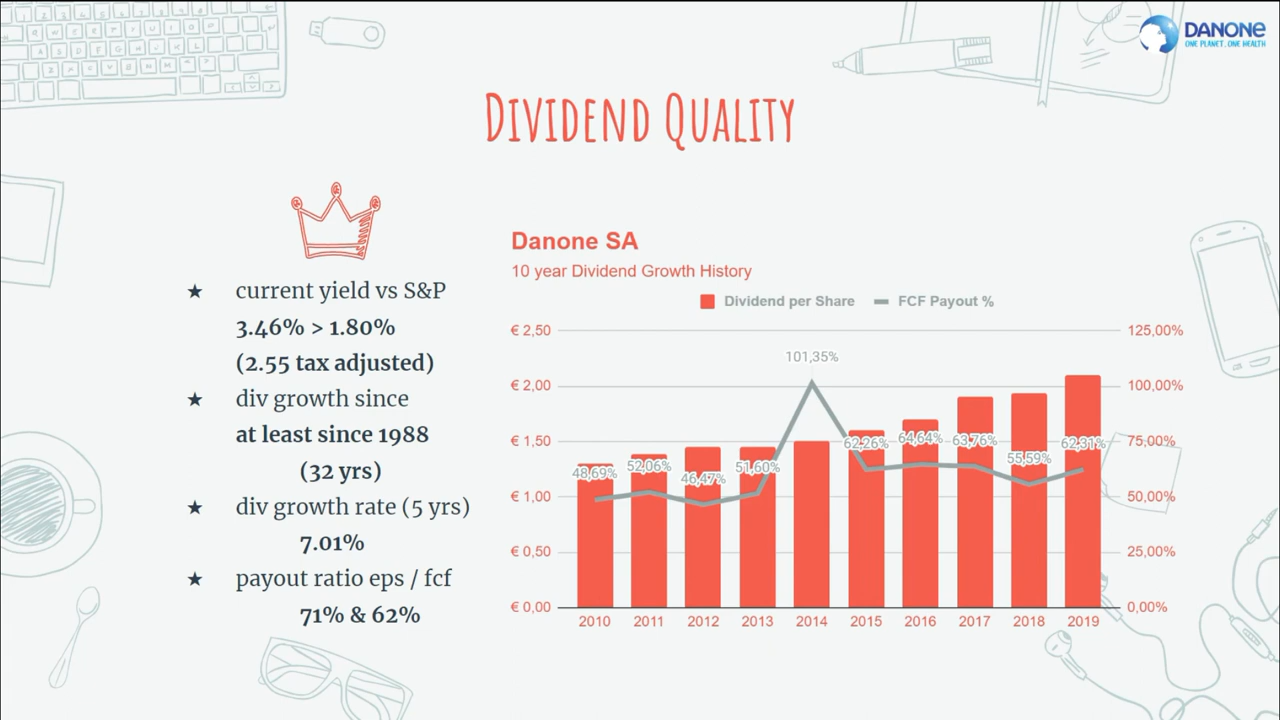 DANONE
ONE PLANET. ONE HEALTH
Dividend Quality
★ current yield vs S&P
3.46% > 1.80%
(2.55 tax adjusted)
★ div growth since
at least since 1988
(32 yrs)
★ div growth rate (5 yrs)
7.01%
★ payout ratio eps / fcf
71% & 62%
Danone SA
10 year Dividend Growth History
Dividend per Share
FCF Payout %
€ 2,50
€ 2,00
€ 1,50
€ 1,00
€ 0,50
€ 0,00
125,00%
100,00%
75,00%
50,00%
25,00%
0,00%
48,69%
52,06%
46,47%
51,60%
101,35%
62,26%
64,64%
63,76%
55,59%
62,31%
2010
2011
2012
2013
2014
2015
2016
2017
2018
2019